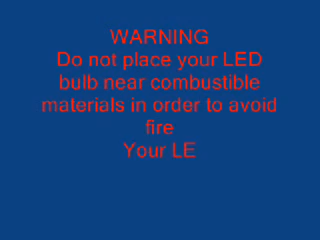 WARNING
Do not place your LED
bulb near combustible
materials in order to avoid
fire
Your LE